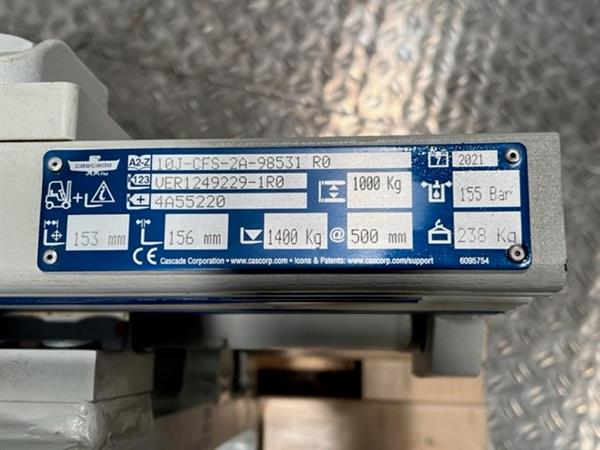 cascade A2-Z 10J-CFS-2A-98531 R0 7 2021
123 VER1249229-1R0 1000 Kg 155 Bar
+ 4A55220
153 mm 156 mm 1400 Kg @ 500 mm 238 Kg
CE Cascade Corporation • www.cascorp.com • Icons & Patents: www.cascorp.com/support 6095754